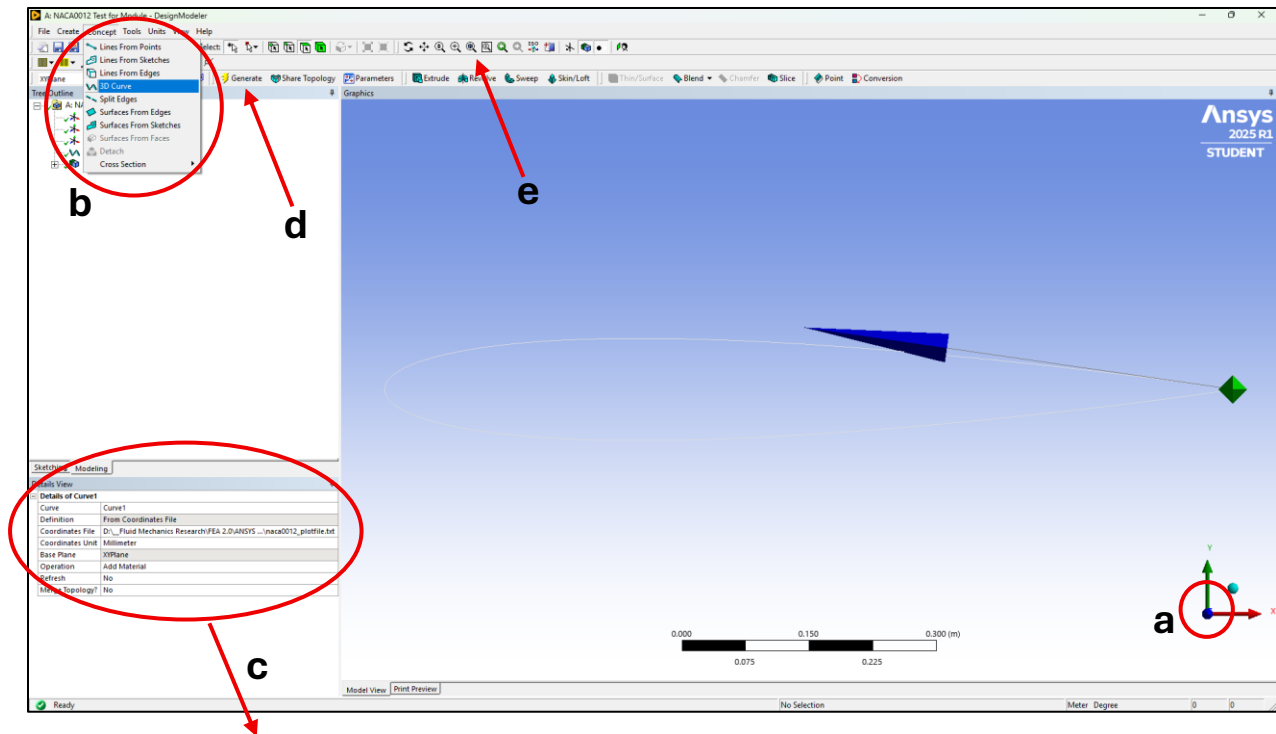 A: NACA0012 Test for Module - DesignModeler
File Create Concept Tools Units View Help
Select:
XYPlane Generate Share Topology Parameters Extrude Revolve Sweep Skin/Loft Thin/Surface Blend Chamfer Slice Point Conversion
Lines From Points
Lines From Sketches
Lines From Edges
3D Curve
Split Edges
Surfaces From Edges
Surfaces From Sketches
Surfaces From Faces
Detach
Cross Section
Tree Outline
A: NA
Graphics
Ansys
2025 R1
STUDENT
b
d
e
Sketching Modeling
Details View
Details of Curve1
Curve Curve1
Definition From Coordinates File
Coordinates File D:\__Fluid Mechanics Research\FEA 2.0\ANSYS ...\naca0012_plotfile.txt
Coordinates Unit Millimeter
Base Plane XYPlane
Operation Add Material
Refresh No
Merge Topology? No
c
Y
X
a
0.000 0.150 0.300 (m)
0.075 0.225
Model View Print Preview
Ready No Selection Meter Degree 0 0